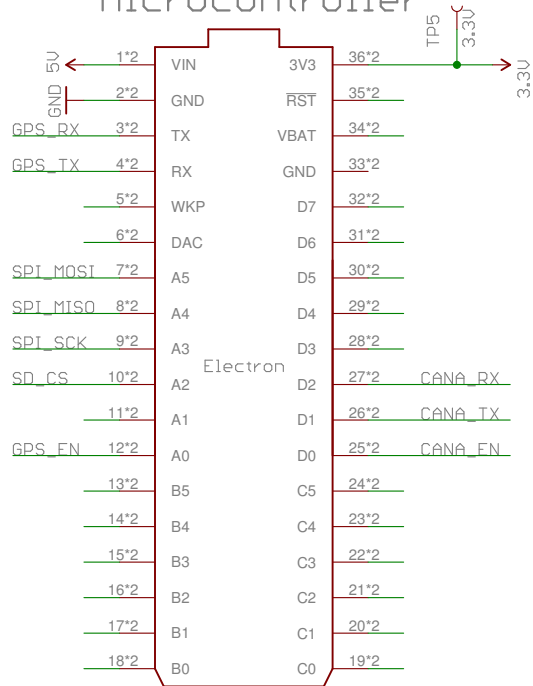 Microcontroller
TP5
3.3V
5V 1*2 VIN 3V3 36*2 3.3V
GND 2*2 GND RST 35*2
GPS_RX 3*2 TX VBAT 34*2
GPS_TX 4*2 RX GND 33*2
5*2 WKP D7 32*2
6*2 DAC D6 31*2
SPI_MOSI 7*2 A5 D5 30*2
SPI_MISO 8*2 A4 D4 29*2
SPI_SCK 9*2 A3 D3 28*2
Electron
SD_CS 10*2 A2 D2 27*2 CANA_RX
11*2 A1 D1 26*2 CANA_TX
GPS_EN 12*2 A0 D0 25*2 CANA_EN
13*2 B5 C5 24*2
14*2 B4 C4 23*2
15*2 B3 C3 22*2
16*2 B2 C2 21*2
17*2 B1 C1 20*2
18*2 B0 C0 19*2